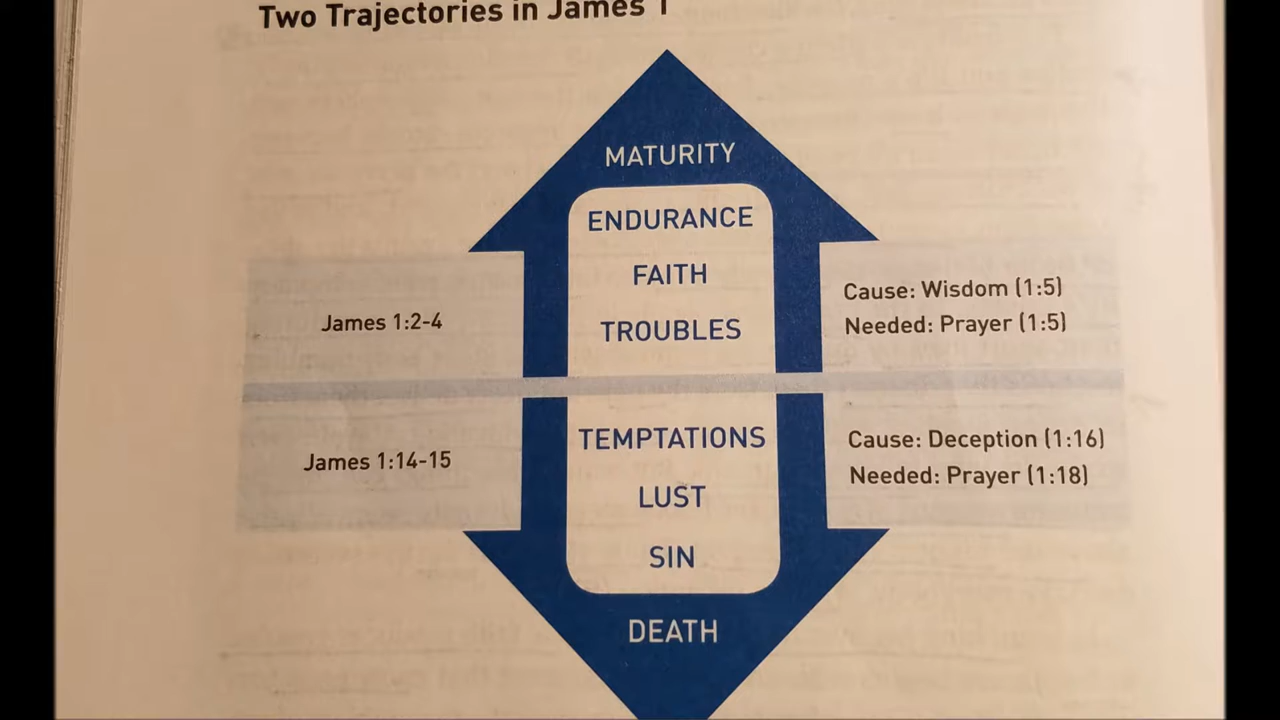 Two Trajectories in James 1
MATURITY
ENDURANCE
FAITH
TROUBLES
James 1:2-4
Cause: Wisdom (1:5)
Needed: Prayer (1:5)
TEMPTATIONS
LUST
SIN
James 1:14-15
Cause: Deception (1:16)
Needed: Prayer (1:18)
DEATH